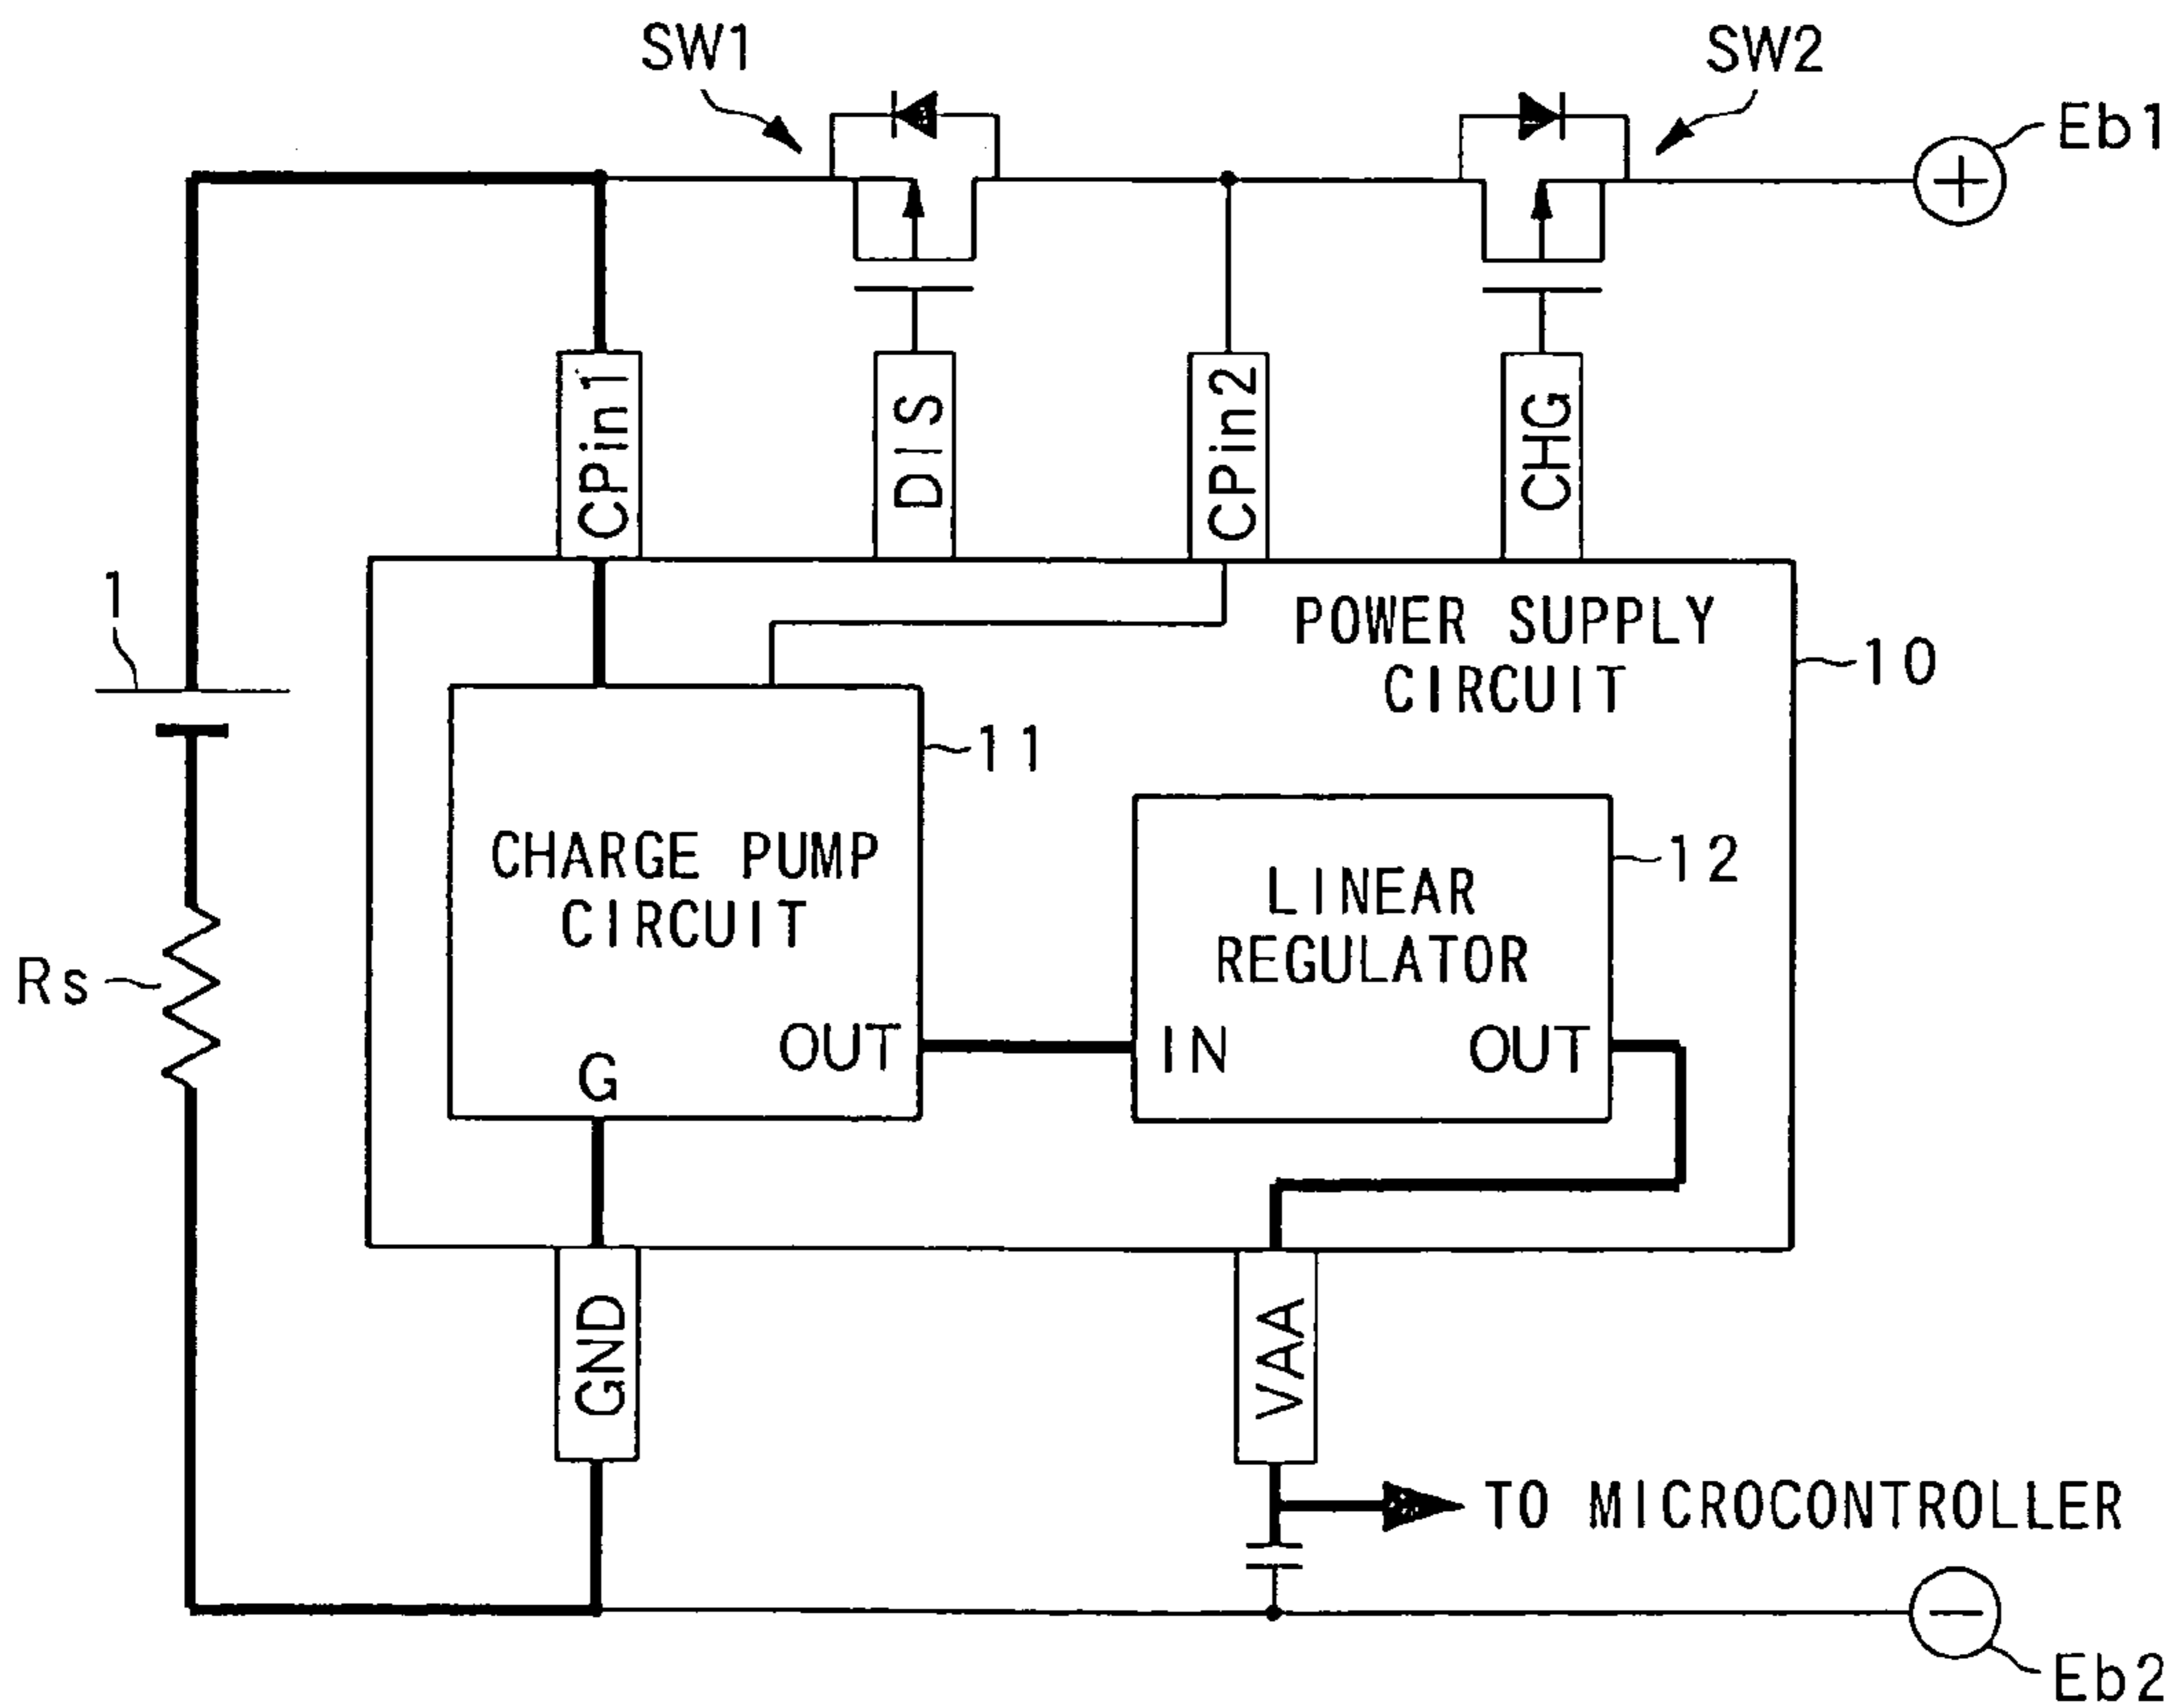 SW1
SW2
Eb1
CPin1
DIS
CPin2
CHG
1
POWER SUPPLY
CIRCUIT
10
11
CHARGE PUMP
CIRCUIT
12
LINEAR
REGULATOR
Rs
OUT
IN
OUT
G
GND
VAA
TO MICROCONTROLLER
Eb2